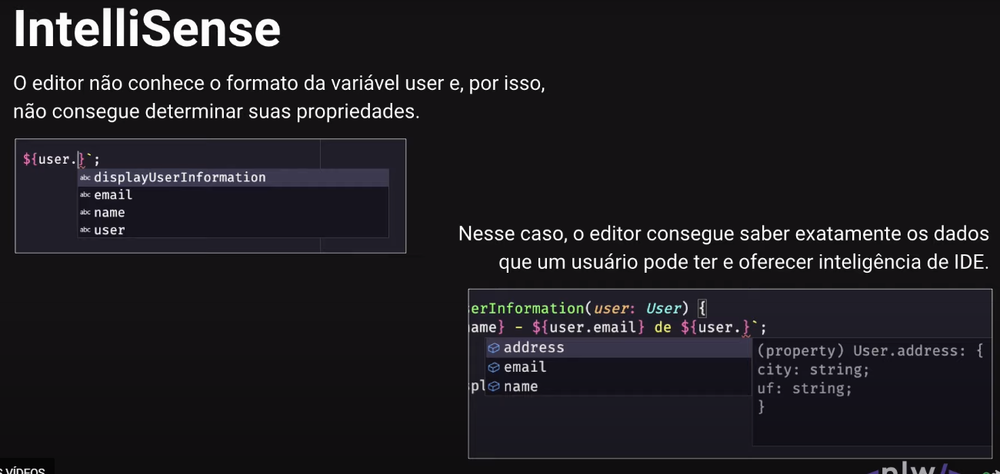 IntelliSense
O editor não conhece o formato da variável user e, por isso,
não consegue determinar suas propriedades.
${user.}`;
abc displayUserInformation
abc email
abc name
abc user
Nesse caso, o editor consegue saber exatamente os dados
que um usuário pode ter e oferecer inteligência de IDE.
erInformation(user: User) {
ame} - ${user.email} de ${user.}`;
address
email
name
(property) User.address: {
city: string;
uf: string;
}
spl
S VÍDEOS
nlw/